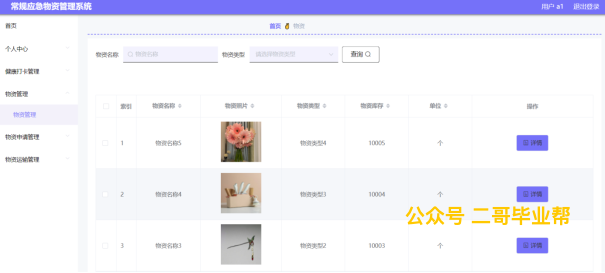 常规应急物资管理系统
用户 a1 退出登录
首页
首页 物资
个人中心
健康打卡管理
物资管理
物资管理
物资申请管理
物资运输管理
物资名称 物资名称 物资类型 请选择物资类型 查询
索引 物资名称 物资图片 物资类型 物资库存 单位 操作
1 物资名称5 物资类型4 10005 个 详情
2 物资名称4 物资类型3 10004 个 详情
3 物资名称3 物资类型2 10003 个 详情
公众号 二哥毕业帮